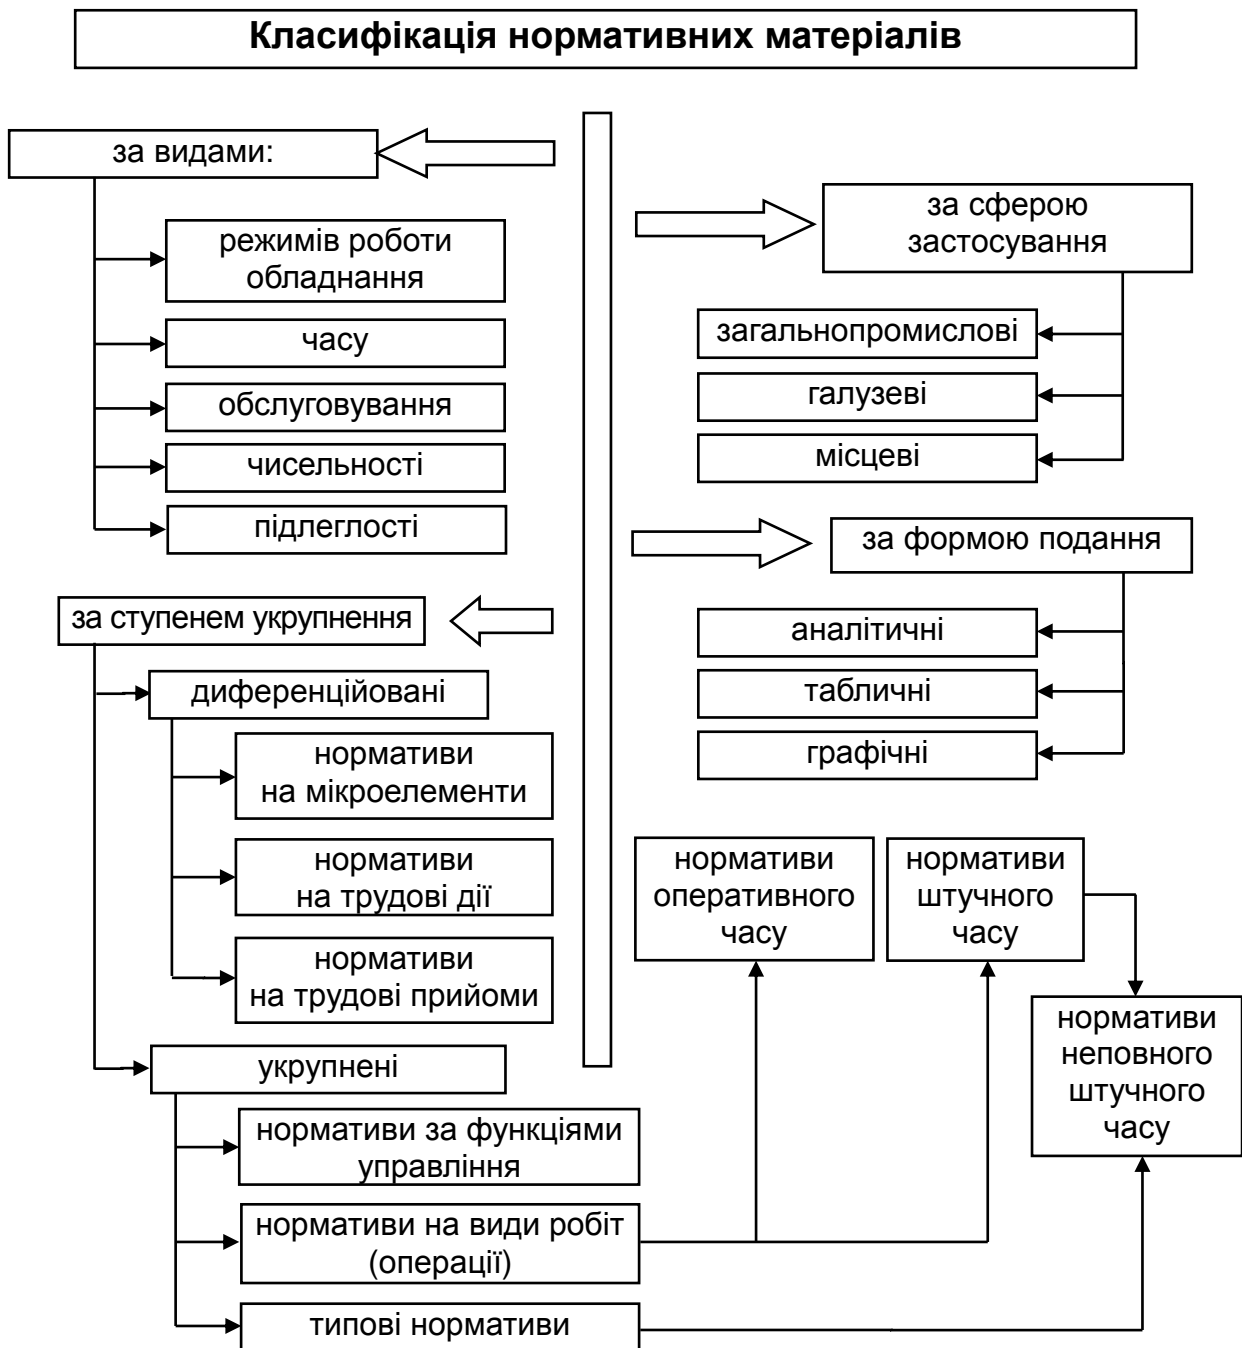 Класифікація нормативних матеріалів
за видами:
режимів роботи
обладнання
часу
обслуговування
чисельності
підлеглості
за ступенем укрупнення
диференційовані
нормативи
на мікроелементи
нормативи
на трудові дії
нормативи
на трудові прийоми
укрупнені
нормативи за функціями
управління
нормативи на види робіт
(операції)
типові нормативи
за сферою
застосування
загальнопромислові
галузеві
місцеві
за формою подання
аналітичні
табличні
графічні
нормативи
оперативного
часу
нормативи
штучного
часу
нормативи
неповного
штучного
часу